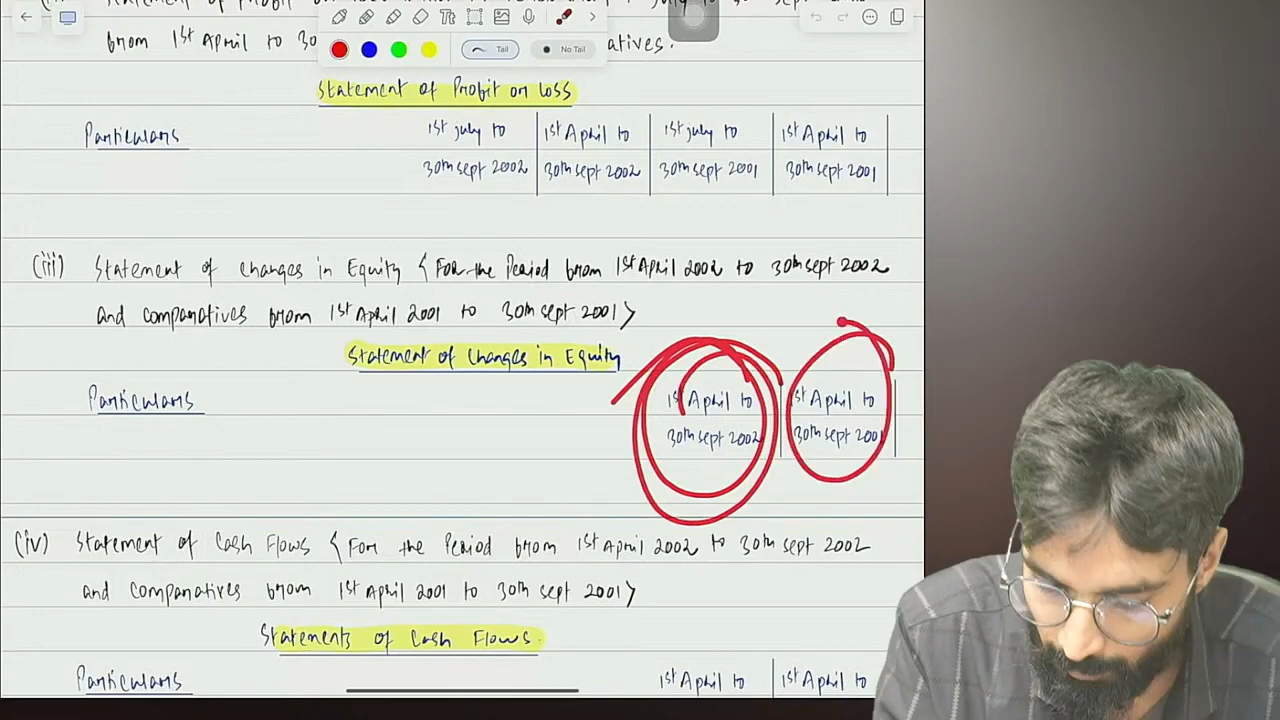 from 1st April to 30 atives.
Tail
No Tail
Statement of Profit or Loss
Particulars
1st july to
30th sept 2002
1st April to
30th sept 2002
1st july to
30th sept 2001
1st April to
30th sept 2001
(iii) Statement of changes in Equity { For the Period from 1st April 2002 to 30th sept 2002
and comparatives from 1st April 2001 to 30th sept 2001}
Statement of Changes in Equity
Particulars
1st April to
30th sept 2002
1st April to
30th sept 2001
(iv) Statement of Cash Flows { For the Period from 1st April 2002 to 30th sept 2002
and comparatives from 1st April 2001 to 30th sept 2001}
Statements of Cash Flows.
Particulars
1st April to
1st April to